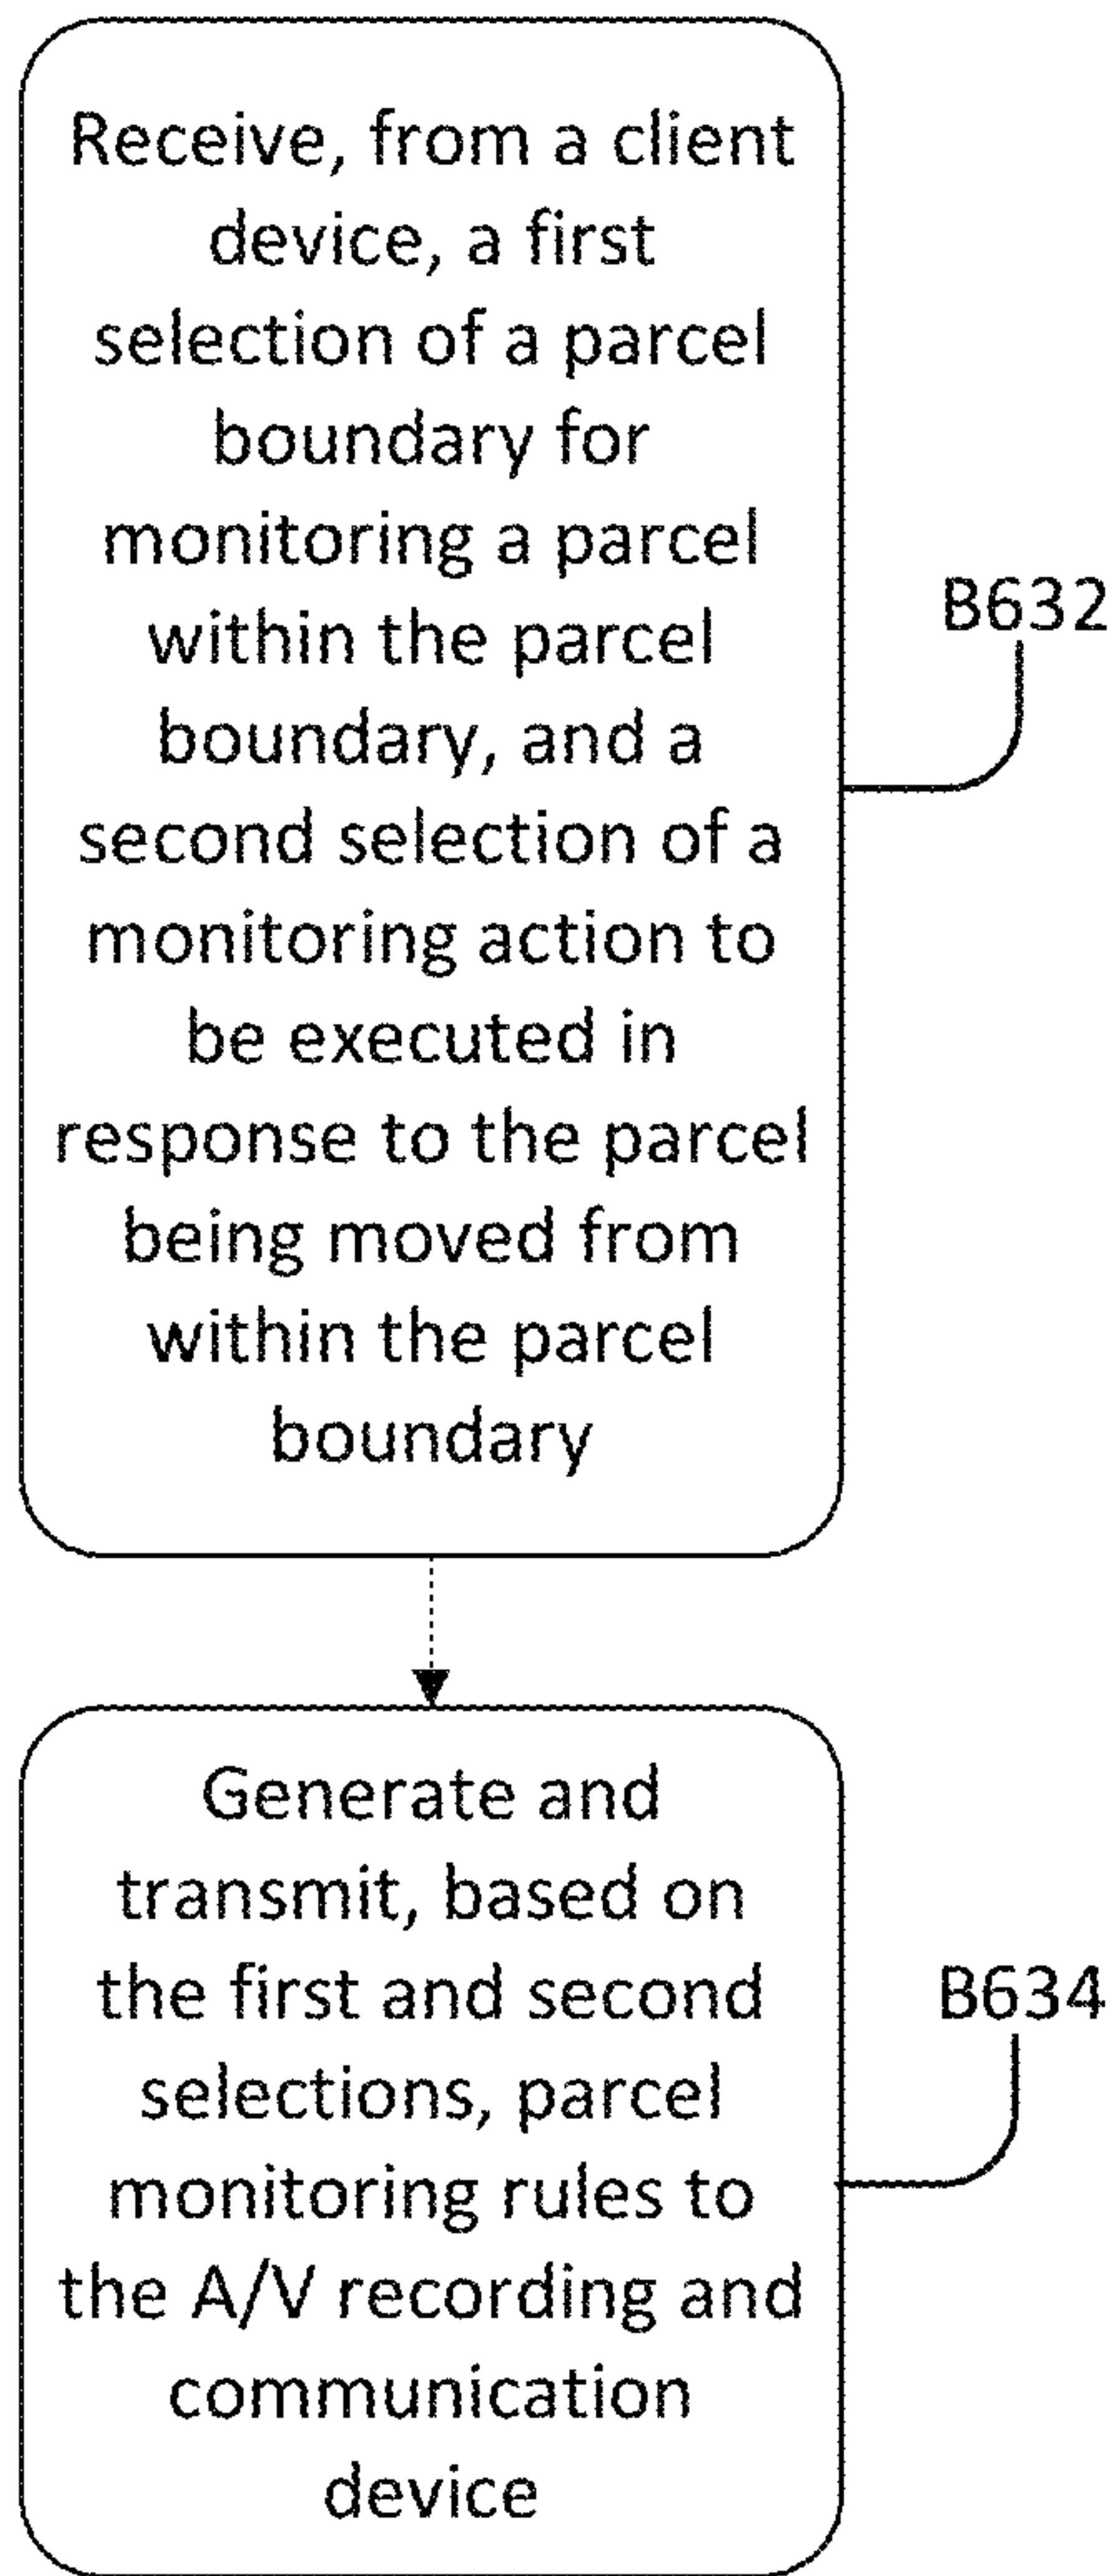 Receive, from a client
device, a first
selection of a parcel
boundary for
monitoring a parcel
within the parcel
boundary, and a
second selection of a
monitoring action to
be executed in
response to the parcel
being moved from
within the parcel
boundary
B632
Generate and
transmit, based on
the first and second
selections, parcel
monitoring rules to
the A/V recording and
communication
device
B634